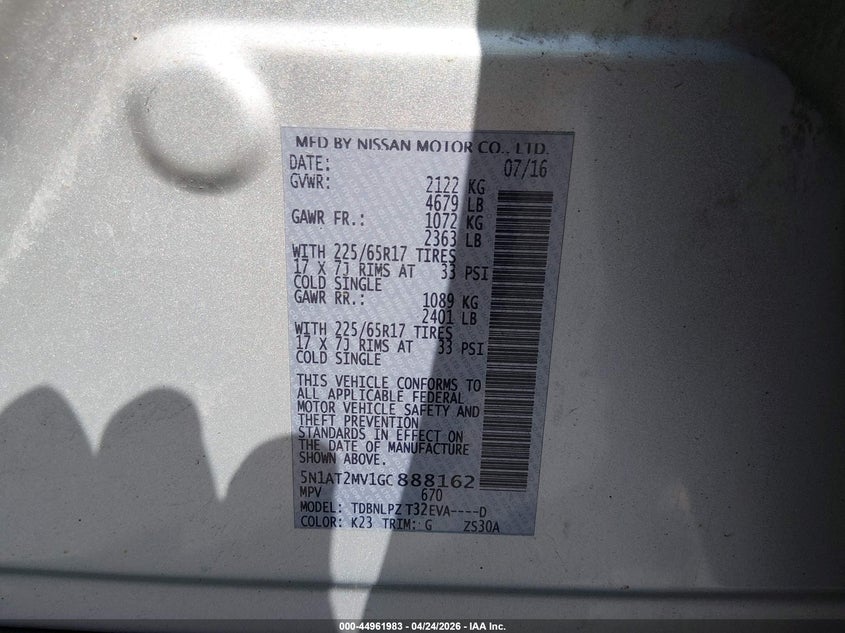 MFD BY NISSAN MOTOR CO., LTD.
DATE: 07/16
GVWR: 2122 KG
4679 LB
GAWR FR.: 1072 KG
2363 LB
WITH 225/65R17 TIRES
17 X 7J RIMS AT 33 PSI
COLD SINGLE
GAWR RR.: 1089 KG
2401 LB
WITH 225/65R17 TIRES
17 X 7J RIMS AT 33 PSI
COLD SINGLE
THIS VEHICLE CONFORMS TO
ALL APPLICABLE FEDERAL
MOTOR VEHICLE SAFETY AND
THEFT PREVENTION
STANDARDS IN EFFECT ON
THE DATE OF MANUFACTURE
SHOWN ABOVE.
5N1AT2MV1GC888162
MPV 670
MODEL: TDBNLPZ T32EVA----D
COLOR: K23 TRIM: G ZS30A
000-44961983 - 04/24/2026 - IAA Inc.